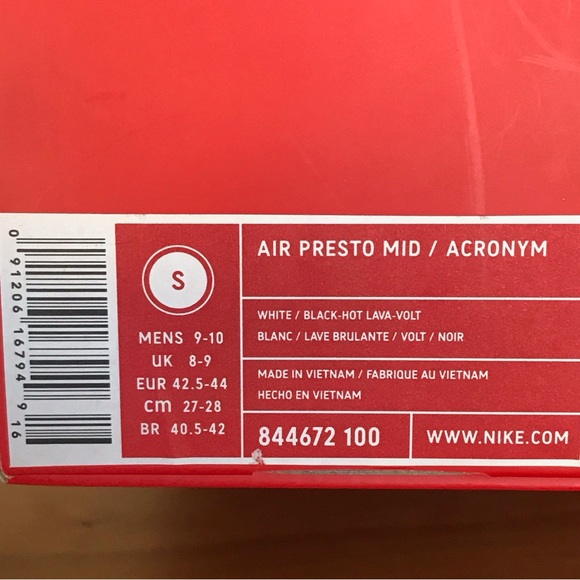 0 91206 16794 9 16
S
MENS 9-10
UK 8-9
EUR 42.5-44
cm 27-28
BR 40.5-42
AIR PRESTO MID / ACRONYM
WHITE / BLACK-HOT LAVA-VOLT
BLANC / LAVE BRULANTE / VOLT / NOIR
MADE IN VIETNAM / FABRIQUE AU VIETNAM
HECHO EN VIETNAM
844672 100
WWW.NIKE.COM